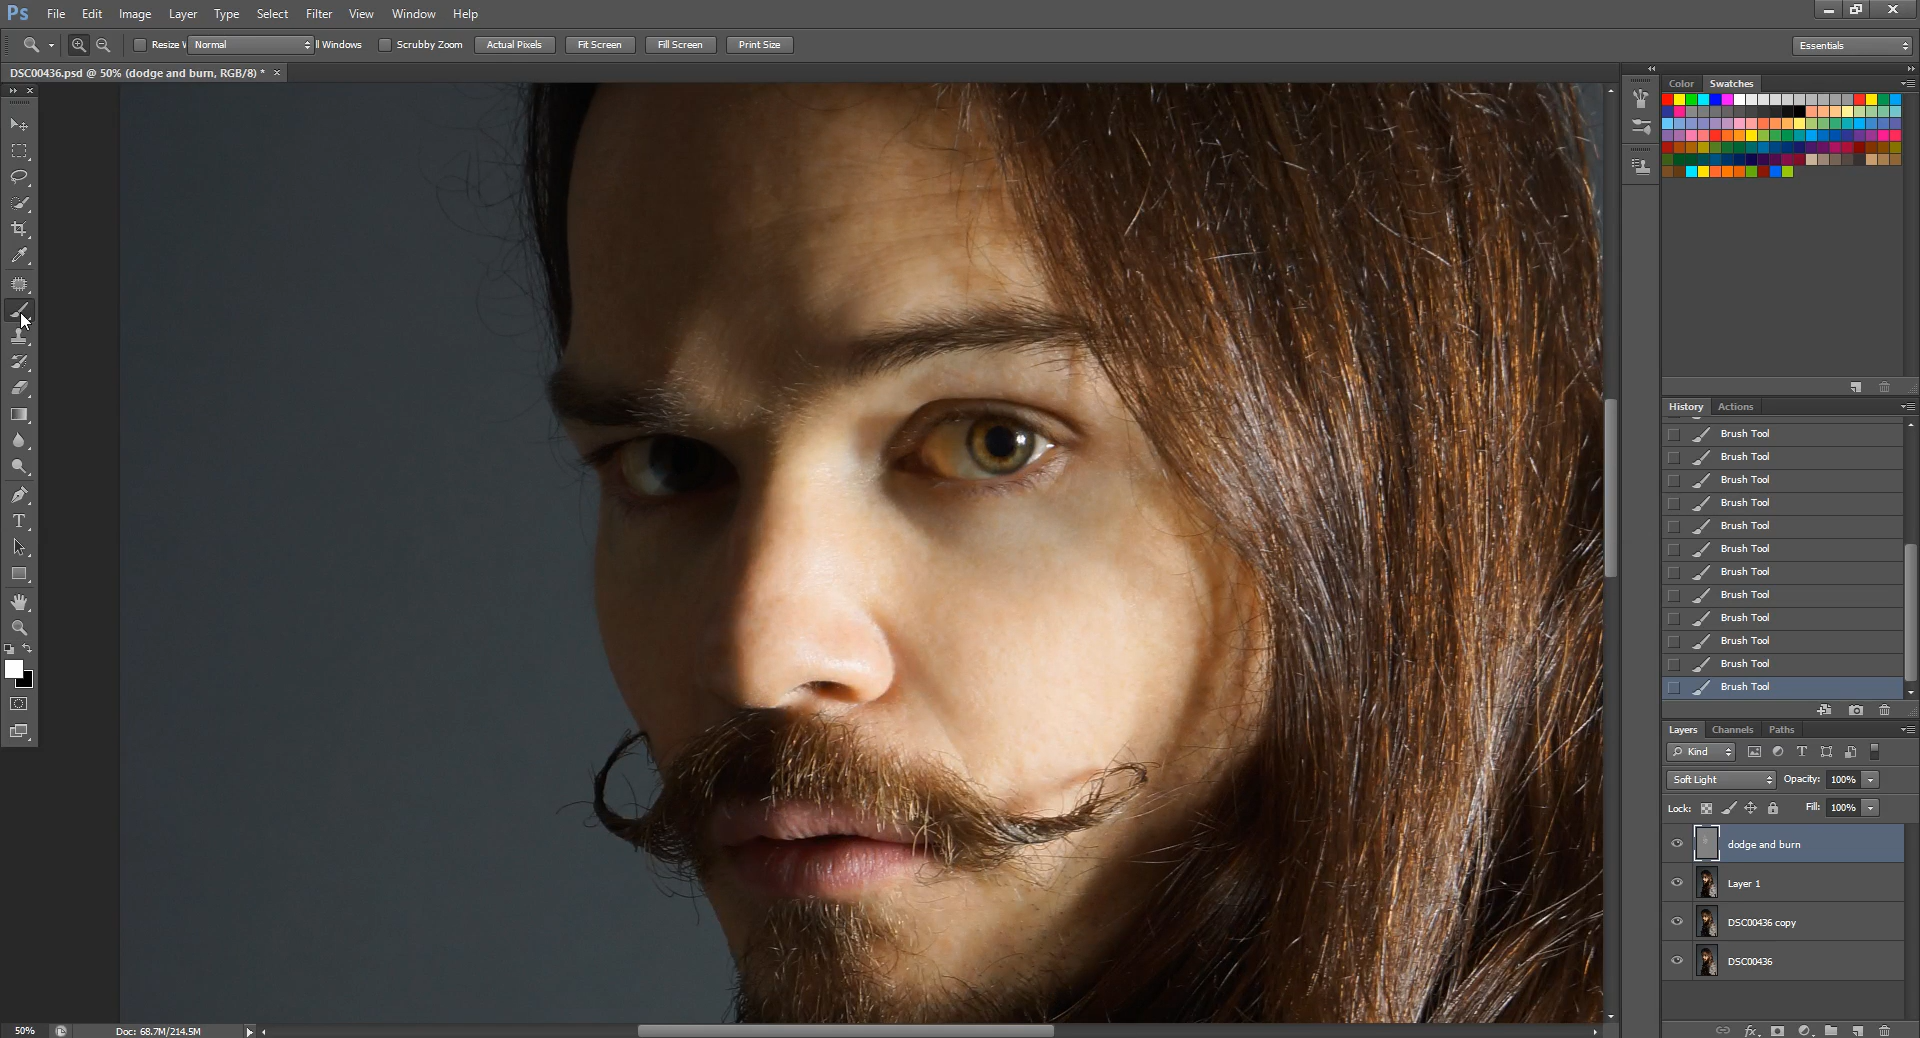 Ps File Edit Image Layer Type Select Filter View Window Help
Resize Normal ll Windows Scrubby Zoom Actual Pixels Fit Screen Fill Screen Print Size Essentials
DSC00436.psd @ 50% (dodge and burn, RGB/8) * ×
Color Swatches
History Actions
Brush Tool
Brush Tool
Brush Tool
Brush Tool
Brush Tool
Brush Tool
Brush Tool
Brush Tool
Brush Tool
Brush Tool
Brush Tool
Brush Tool
Layers Channels Paths
Kind
Soft Light Opacity: 100%
Lock: Fill: 100%
dodge and burn
Layer 1
DSC00436 copy
DSC00436
50% Doc: 68.7M/214.5M